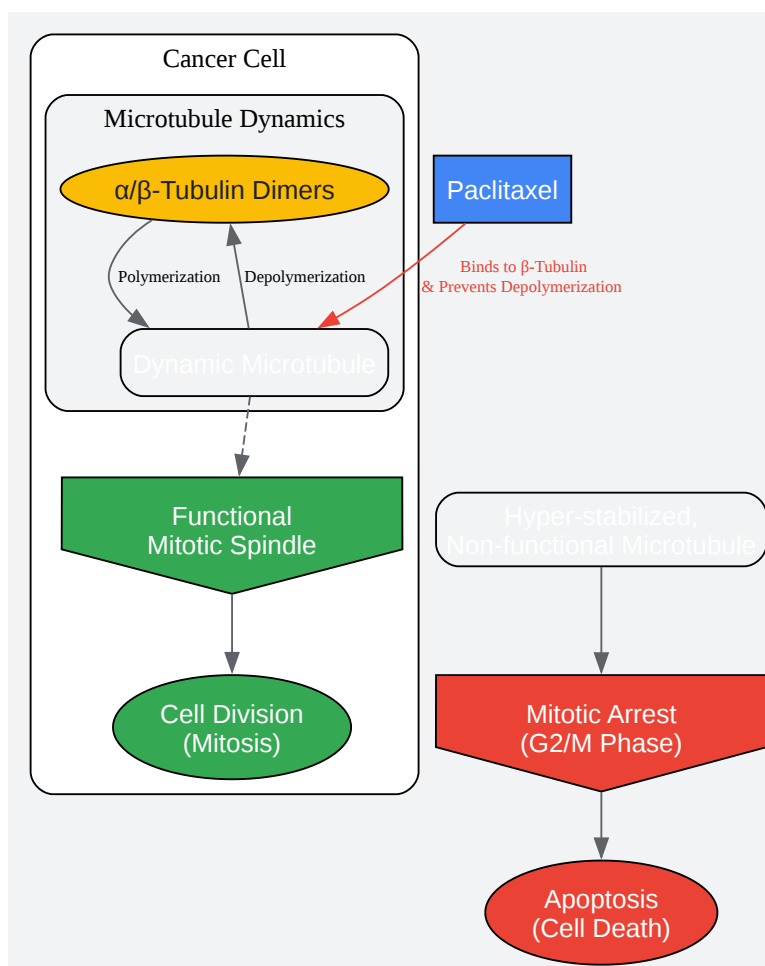 Cancer Cell
Microtubule Dynamics
α/β-Tubulin Dimers
Paclitaxel
Polymerization
Depolymerization
Binds to β-Tubulin
& Prevents Depolymerization
Dynamic Microtubule
Functional
Mitotic Spindle
Hyper-stabilized,
Non-functional Microtubule
Cell Division
(Mitosis)
Mitotic Arrest
(G2/M Phase)
Apoptosis
(Cell Death)